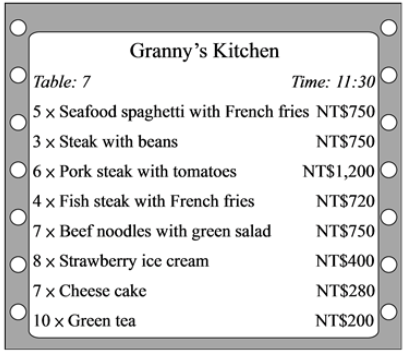 Granny's Kitchen
Table: 7 Time: 11:30
5 x Seafood spaghetti with French fries NT$750
3 x Steak with beans NT$750
6 x Pork steak with tomatoes NT$1,200
4 x Fish steak with French fries NT$720
7 x Beef noodles with green salad NT$750
8 x Strawberry ice cream NT$400
7 x Cheese cake NT$280
10 x Green tea NT$200